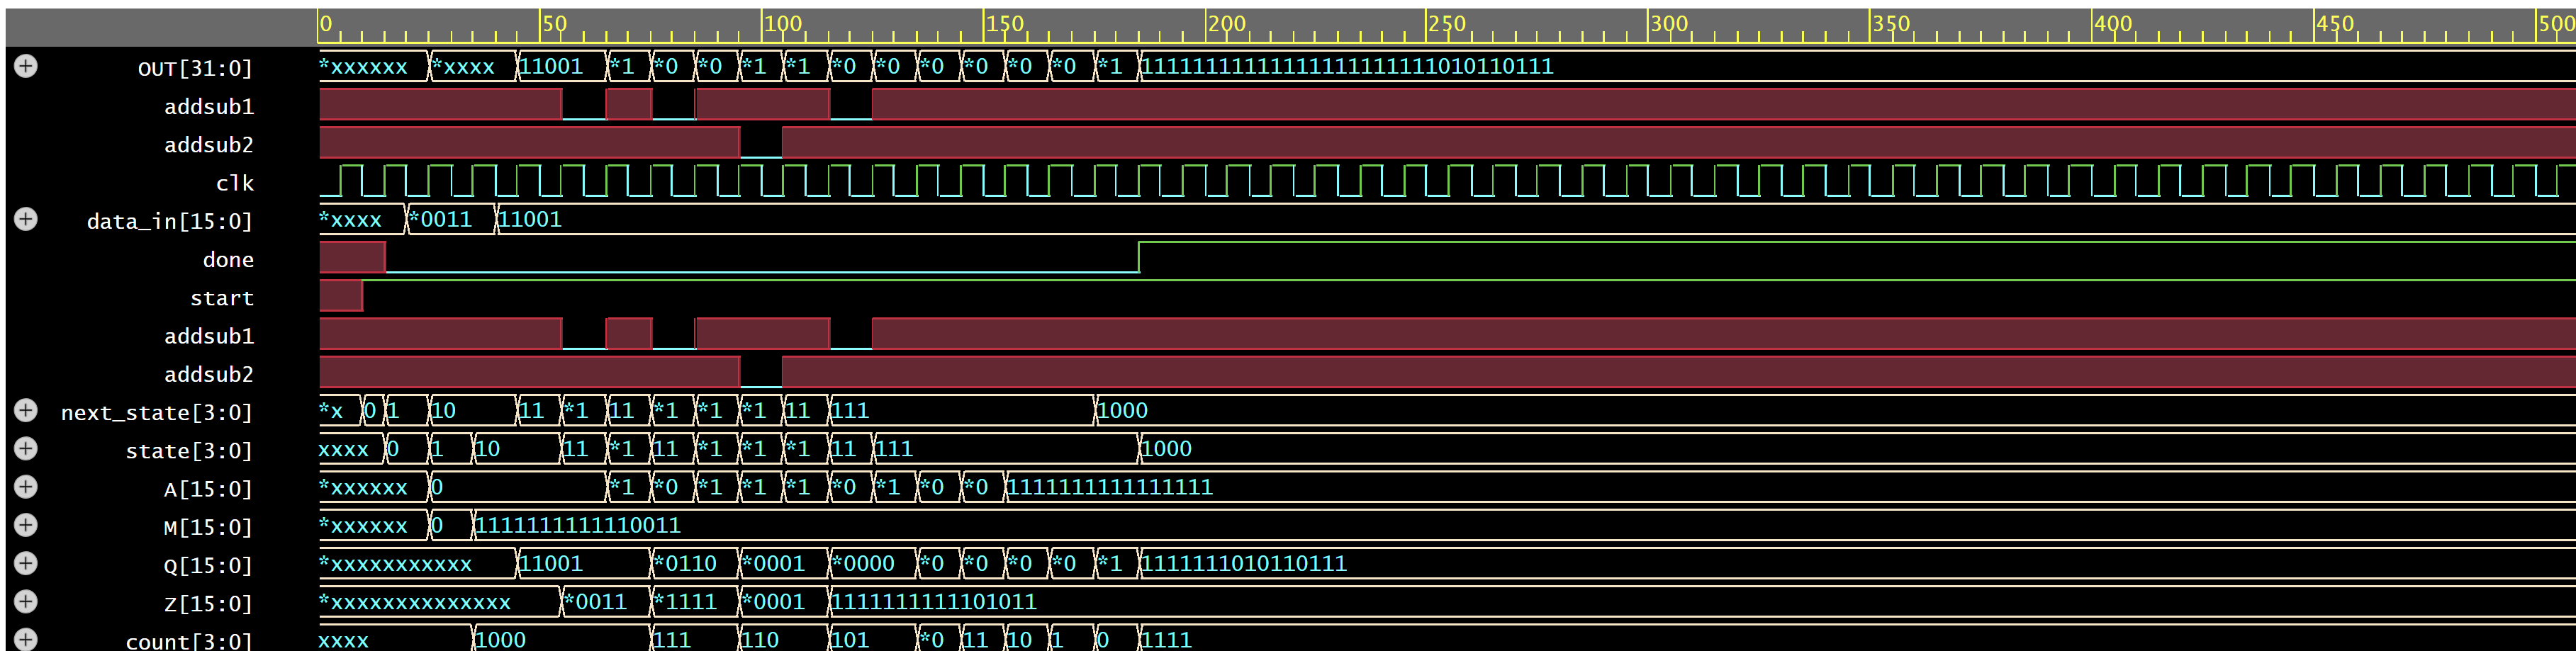 0 50 100 150 200 250 300 350 400 450 500
OUT[31:0] *xxxxxx *xxxx 11001 *1 *0 *0 *1 *1 *0 *0 *0 *0 *0 *0 *1 11111111111111111111111010110111
addsub1
addsub2
clk
data_in[15:0] *xxxx *0011 11001
done
start
addsub1
addsub2
next_state[3:0] *x 0 1 10 11 *1 11 *1 *1 *1 11 111 1000
state[3:0] xxxx 0 1 10 11 *1 11 *1 *1 *1 11 111 1000
A[15:0] *xxxxxx 0 *1 *0 *1 *1 *1 *0 *1 *0 *0 1111111111111111
M[15:0] *xxxxxx 0 1111111111110011
Q[15:0] *xxxxxxxxxxx 11001 *0110 *0001 *0000 *0 *0 *0 *0 *1 1111111010110111
Z[15:0] *xxxxxxxxxxxxxx *0011 *1111 *0001 1111111111101011
count[3:0] xxxx 1000 111 110 101 *0 11 10 1 0 1111